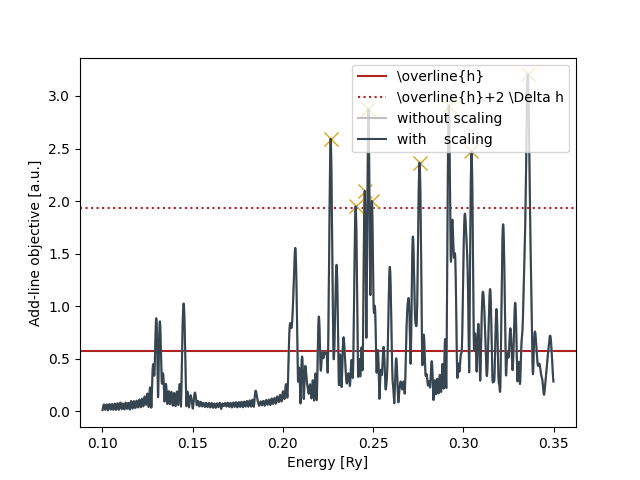 \overline{h}
\overline{h}+2 \Delta h
without scaling
with    scaling
Add-line objective [a.u.]
3.0
2.5
2.0
1.5
1.0
0.5
0.0
0.10 0.15 0.20 0.25 0.30 0.35
Energy [Ry]